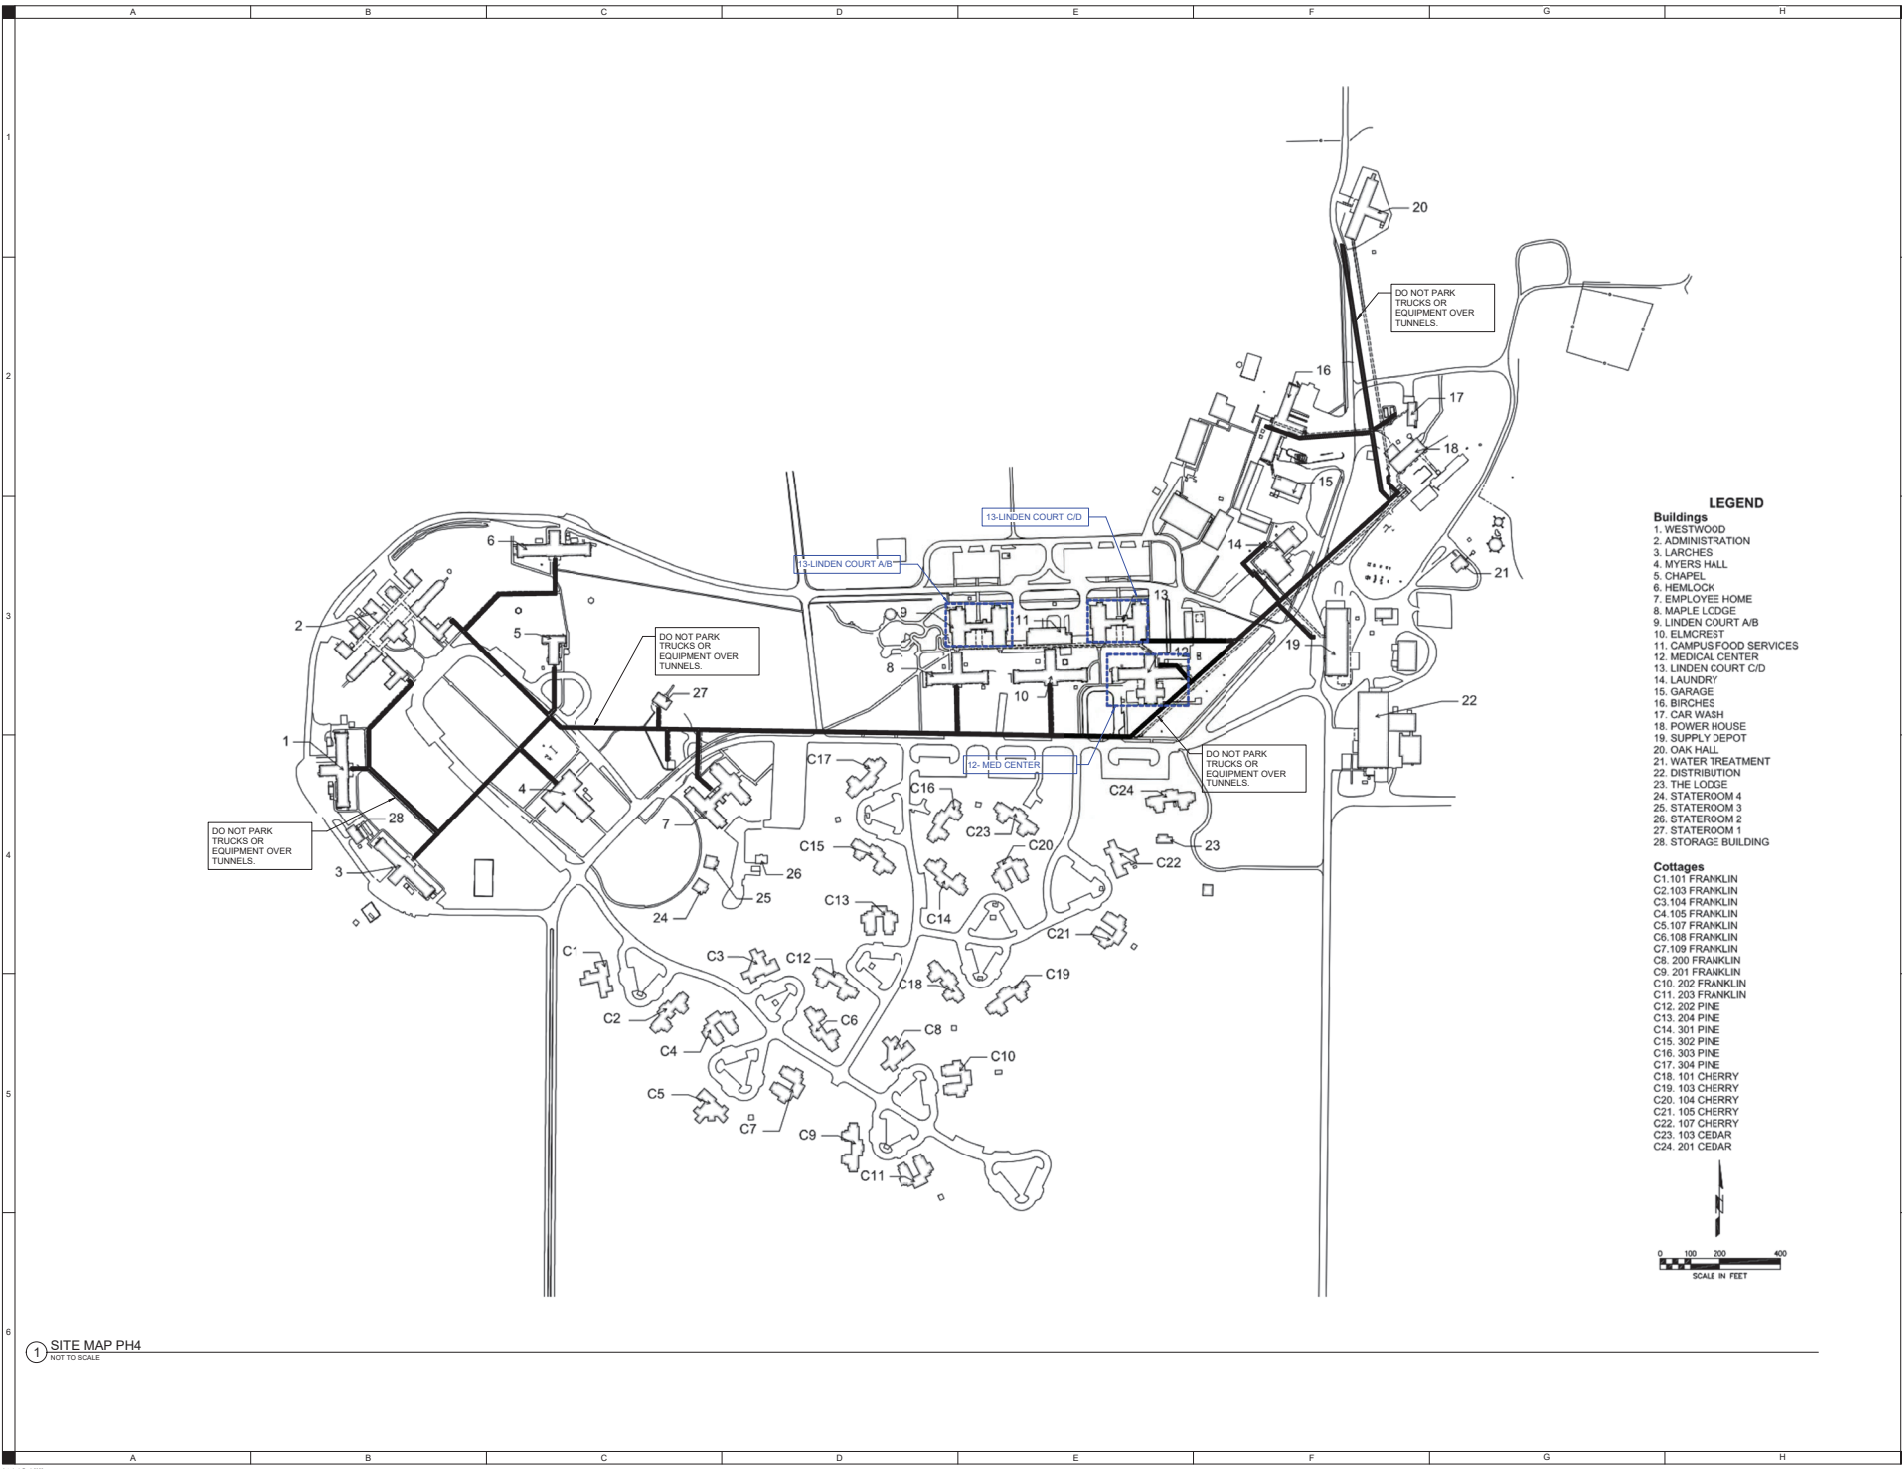 A B C D E F G H
1
20
DO NOT PARK
TRUCKS OR
EQUIPMENT OVER
TUNNELS.
2
16
17
18
15
LEGEND
Buildings
1. WESTWOOD
2. ADMINISTRATION
3. LARCHES
4. MYERS HALL
5. CHAPEL
6. HEMLOCK
7. EMPLOYEE HOME
8. MAPLE LODGE
9. LINDEN COURT A/B
10. ELMCREST
11. CAMPUS FOOD SERVICES
12. MEDICAL CENTER
13. LINDEN COURT C/D
14. LAUNDRY
15. GARAGE
16. BIRCHES
17. CAR WASH
18. POWER HOUSE
19. SUPPLY DEPOT
20. OAK HALL
21. WATER TREATMENT
22. DISTRIBUTION
23. THE LODGE
24. STATEROOM 4
25. STATEROOM 3
26. STATEROOM 2
27. STATEROOM 1
28. STORAGE BUILDING
Cottages
C1.101 FRANKLIN
C2.103 FRANKLIN
C3.104 FRANKLIN
C4.105 FRANKLIN
C5.107 FRANKLIN
C6.108 FRANKLIN
C7.109 FRANKLIN
C8. 200 FRANKLIN
C9. 201 FRANKLIN
C10. 202 FRANKLIN
C11. 203 FRANKLIN
C12. 202 PINE
C13. 204 PINE
C14. 301 PINE
C15. 302 PINE
C16. 303 PINE
C17. 304 PINE
C18. 101 CHERRY
C19. 103 CHERRY
C20. 104 CHERRY
C21. 105 CHERRY
C22. 107 CHERRY
C23. 103 CEDAR
C24. 201 CEDAR
N
0 100 200 400
SCALE IN FEET
13-LINDEN COURT C/D
13-LINDEN COURT A/B
6
14
21
3
2
5
9
11
13
12
19
8
10
27
DO NOT PARK
TRUCKS OR
EQUIPMENT OVER
TUNNELS.
22
1
4
7
28
12- MED CENTER
DO NOT PARK
TRUCKS OR
EQUIPMENT OVER
TUNNELS.
DO NOT PARK
TRUCKS OR
EQUIPMENT OVER
TUNNELS.
C17
C16
C24
C23
23
4
3
C15
C20
C22
26
25
24
C13
C14
C21
C1
C3
C12
C18
C19
C2
C4
C6
C8
C10
5
C5
C7
C9
C11
6
1 SITE MAP PH4
NOT TO SCALE
A B C D E F G H